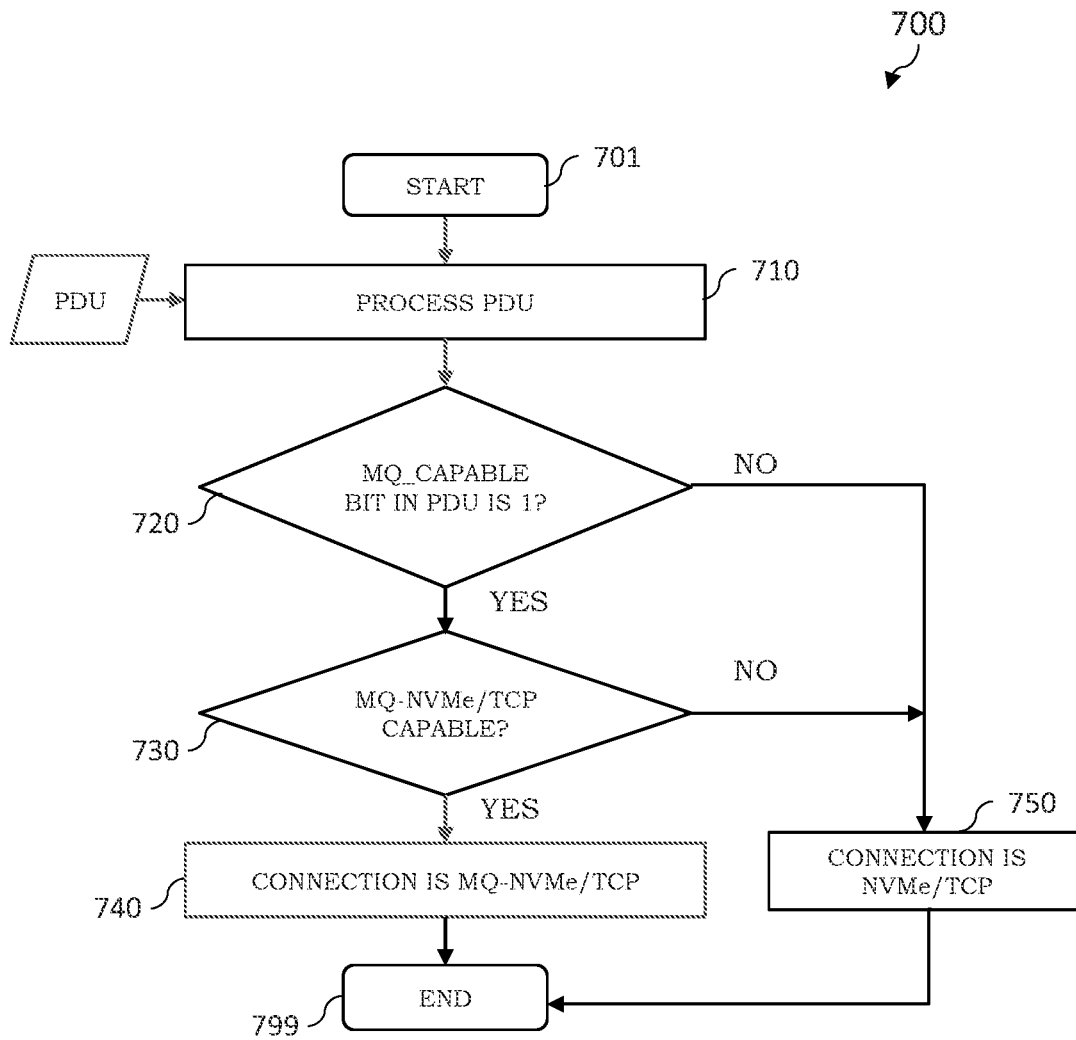 700
701
START
710
PDU
PROCESS PDU
MQ_CAPABLE
BIT IN PDU IS 1?
NO
720
YES
MQ-NVMe/TCP
CAPABLE?
NO
730
YES
750
CONNECTION IS MQ-NVMe/TCP
CONNECTION IS
NVMe/TCP
740
END
799